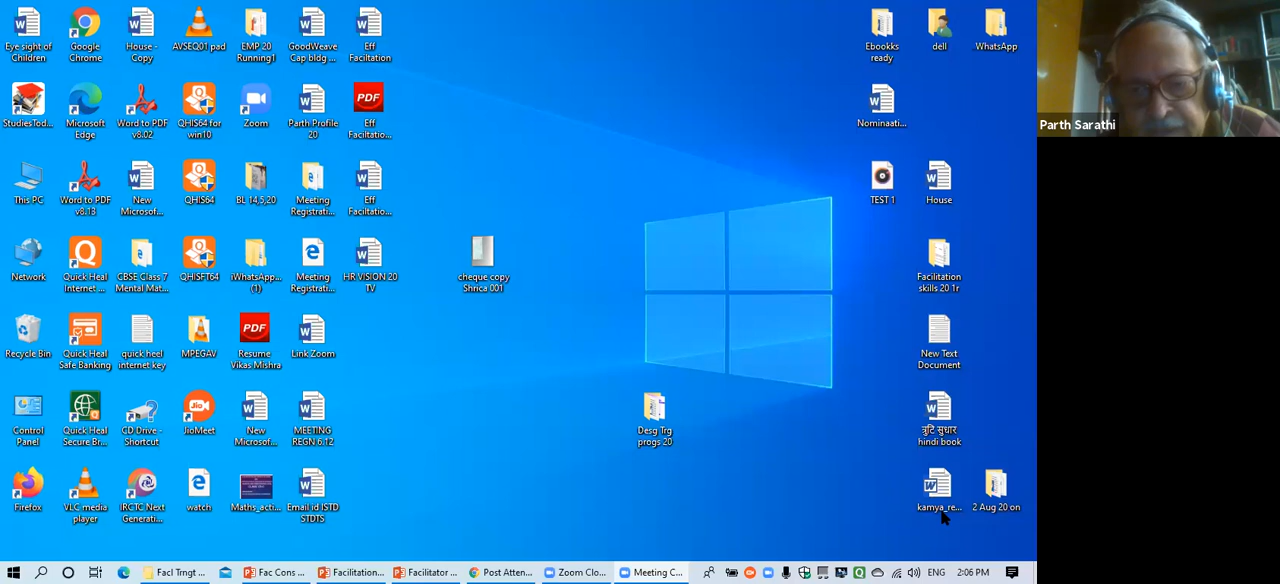 Eye sight of
Children
Google
Chrome
House -
Copy
AVSEQ01 pad
EMP 20
Running1
GoodWeave
Cap bldg ...
Eff
Faciltation
Ebookks
ready
dell
WhatsApp
Parth Sarathi
StudiesTod...
Microsoft
Edge
Word to PDF
v8.02
QHIS64 for
win10
Zoom
Parth Profile
20
PDF
Eff
Facilitatio...
Nominaati...
This PC
Word to PDF
v8.13
New
Microsof...
QHIS64
BL 14,5,20
Meeting
Registrati...
Eff
Faciltatio...
TEST 1
House
Network
Quick Heal
Internet ...
CBSE Class 7
Mental Mat...
QHISFT64
iWhatsApp...
(1)
Meeting
Registrati...
HR VISION 20
TV
cheque copy
Shrica 001
Facilitation
skills 20 1r
Recycle Bin
Quick Heal
Safe Banking
quick heel
internet key
MPEGAV
PDF
Resume
Vikas Mishra
Link Zoom
New Text
Document
Control
Panel
Quick Heal
Secure Br...
CD Drive -
Shortcut
JioMeet
New
Microsof...
MEETING
REGN 6.12
Desg Trg
progs 20
त्रुटि सुधार
hindi book
Firefox
VLC media
player
IRCTC Next
Generati...
watch
Maths_acti...
Email id ISTD
STDTS
kamya_re...
2 Aug 20 on
Facl Trngt ...
Fac Cons ...
Facilitation...
Facilitator ...
Post Atten...
Zoom Clo...
Meeting C...
ENG
2:06 PM